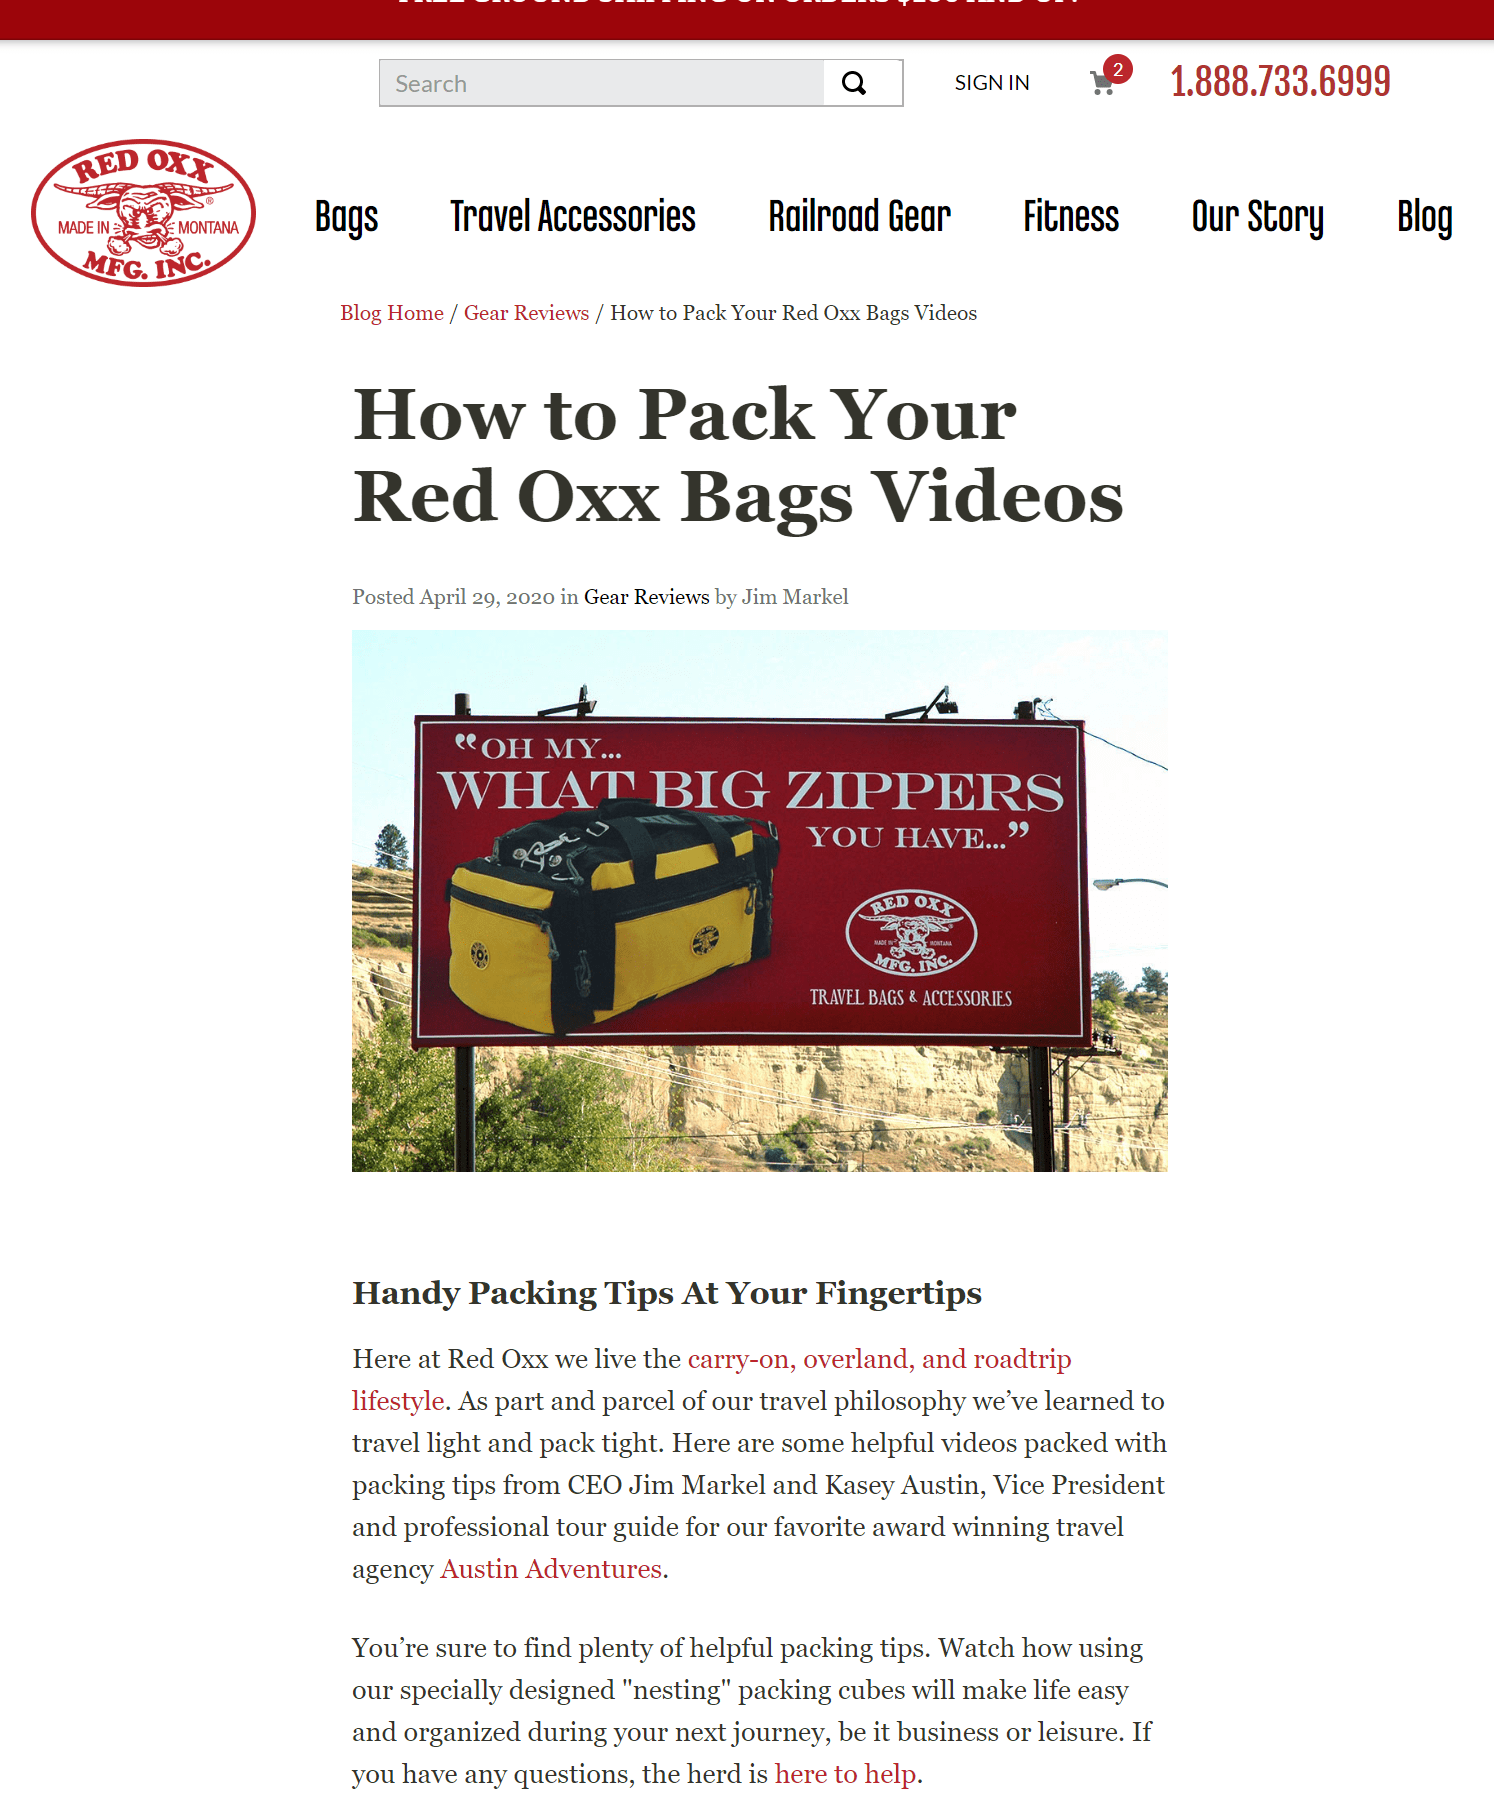 Search
SIGN IN
2
1.888.733.6999
RED OXX
MADE IN MONTANA
MFG. INC.
Bags
Travel Accessories
Railroad Gear
Fitness
Our Story
Blog
Blog Home / Gear Reviews / How to Pack Your Red Oxx Bags Videos
How to Pack Your
Red Oxx Bags Videos
Posted April 29, 2020 in Gear Reviews by Jim Markel
“OH MY...
WHAT BIG ZIPPERS
YOU HAVE...”
RED OXX
MADE IN MONTANA
MFG. INC.
TRAVEL BAGS & ACCESSORIES
Handy Packing Tips At Your Fingertips
Here at Red Oxx we live the carry-on, overland, and roadtrip
lifestyle. As part and parcel of our travel philosophy we’ve learned to
travel light and pack tight. Here are some helpful videos packed with
packing tips from CEO Jim Markel and Kasey Austin, Vice President
and professional tour guide for our favorite award winning travel
agency Austin Adventures.
You’re sure to find plenty of helpful packing tips. Watch how using
our specially designed "nesting" packing cubes will make life easy
and organized during your next journey, be it business or leisure. If
you have any questions, the herd is here to help.